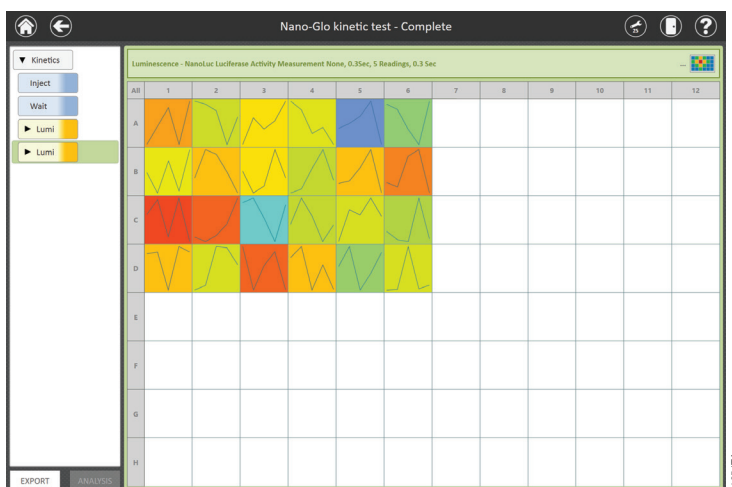 Nano-Glo kinetic test - Complete
25
?
▼ Kinetics
Inject
Wait
► Lumi
► Lumi
Luminescence - NanoLuc Luciferase Activity Measurement None, 0.3Sec, 5 Readings, 0.3 Sec
...
All 1 2 3 4 5 6 7 8 9 10 11 12
A
B
C
D
E
F
G
H
EXPORT ANALYSIS